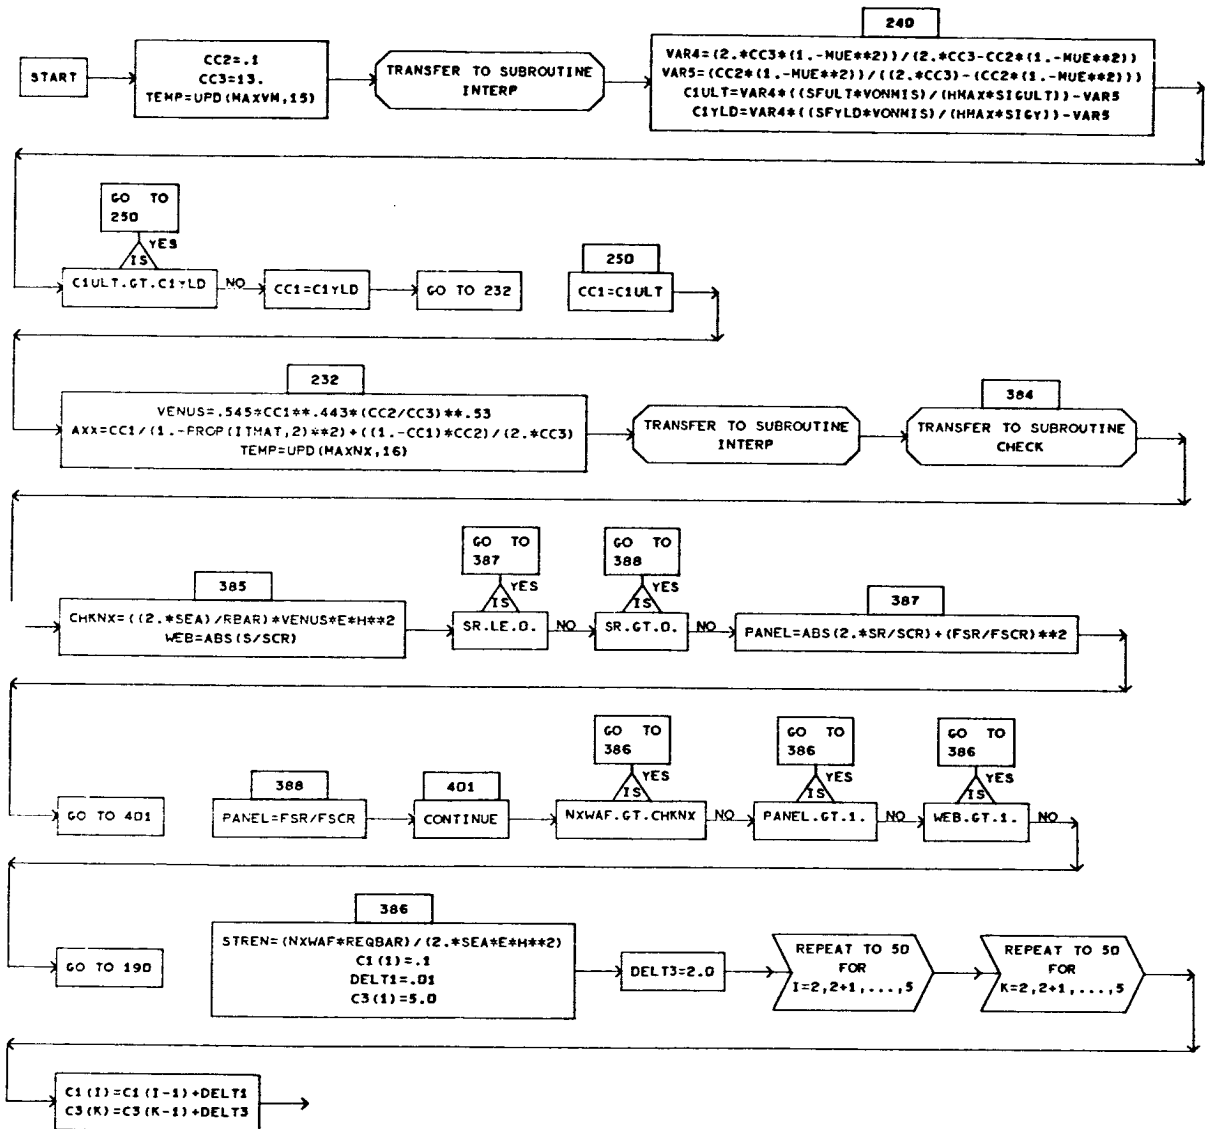 START
CC2=.1
CC3=13.
TEMP=UPD(MAXVM,15)
TRANSFER TO SUBROUTINE
INTERP
240
VAR4=(2.*CC3*(1.-MUE**2))/(2.*CC3-CC2*(1.-MUE**2))
VAR5=(CC2*(1.-MUE**2))/((2.*CC3)-(CC2*(1.-MUE**2)))
C1ULT=VAR4*((SFULT*VONMIS)/(HMAX*SIGULT))-VAR5
C1YLD=VAR4*((SFYLD*VONMIS)/(HMAX*SIGY))-VAR5
GO TO
250
YES
IS
C1ULT.GT.C1YLD
NO
CC1=C1YLD
GO TO 232
250
CC1=C1ULT
232
VENUS=.545*CC1**.443*(CC2/CC3)**.53
AXX=CC1/(1.-PROP(ITMAT,2)**2)+((1.-CC1)*CC2)/(2.*CC3)
TEMP=UPD(MAXNX,16)
TRANSFER TO SUBROUTINE
INTERP
384
TRANSFER TO SUBROUTINE
CHECK
385
CHKNX=((2.*SEA)/RBAR)*VENUS*E*H**2
WEB=ABS(S/SCR)
GO TO
387
YES
IS
SR.LE.0.
NO
GO TO
388
YES
IS
SR.GT.0.
NO
387
PANEL=ABS(2.*SR/SCR)+(FSR/FSCR)**2
GO TO 401
388
PANEL=FSR/FSCR
401
CONTINUE
GO TO
386
YES
IS
NXWAF.GT.CHKNX
NO
GO TO
386
YES
IS
PANEL.GT.1.
NO
GO TO
386
YES
IS
WEB.GT.1.
NO
GO TO 190
386
STREN=(NXWAF*REQBAR)/(2.*SEA*E*H**2)
C1(1)=.1
DELT1=.01
C3(1)=5.0
DELT3=2.0
REPEAT TO 50
FOR
I=2,2+1,...,5
REPEAT TO 50
FOR
K=2,2+1,...,5
C1(I)=C1(I-1)+DELT1
C3(K)=C3(K-1)+DELT3